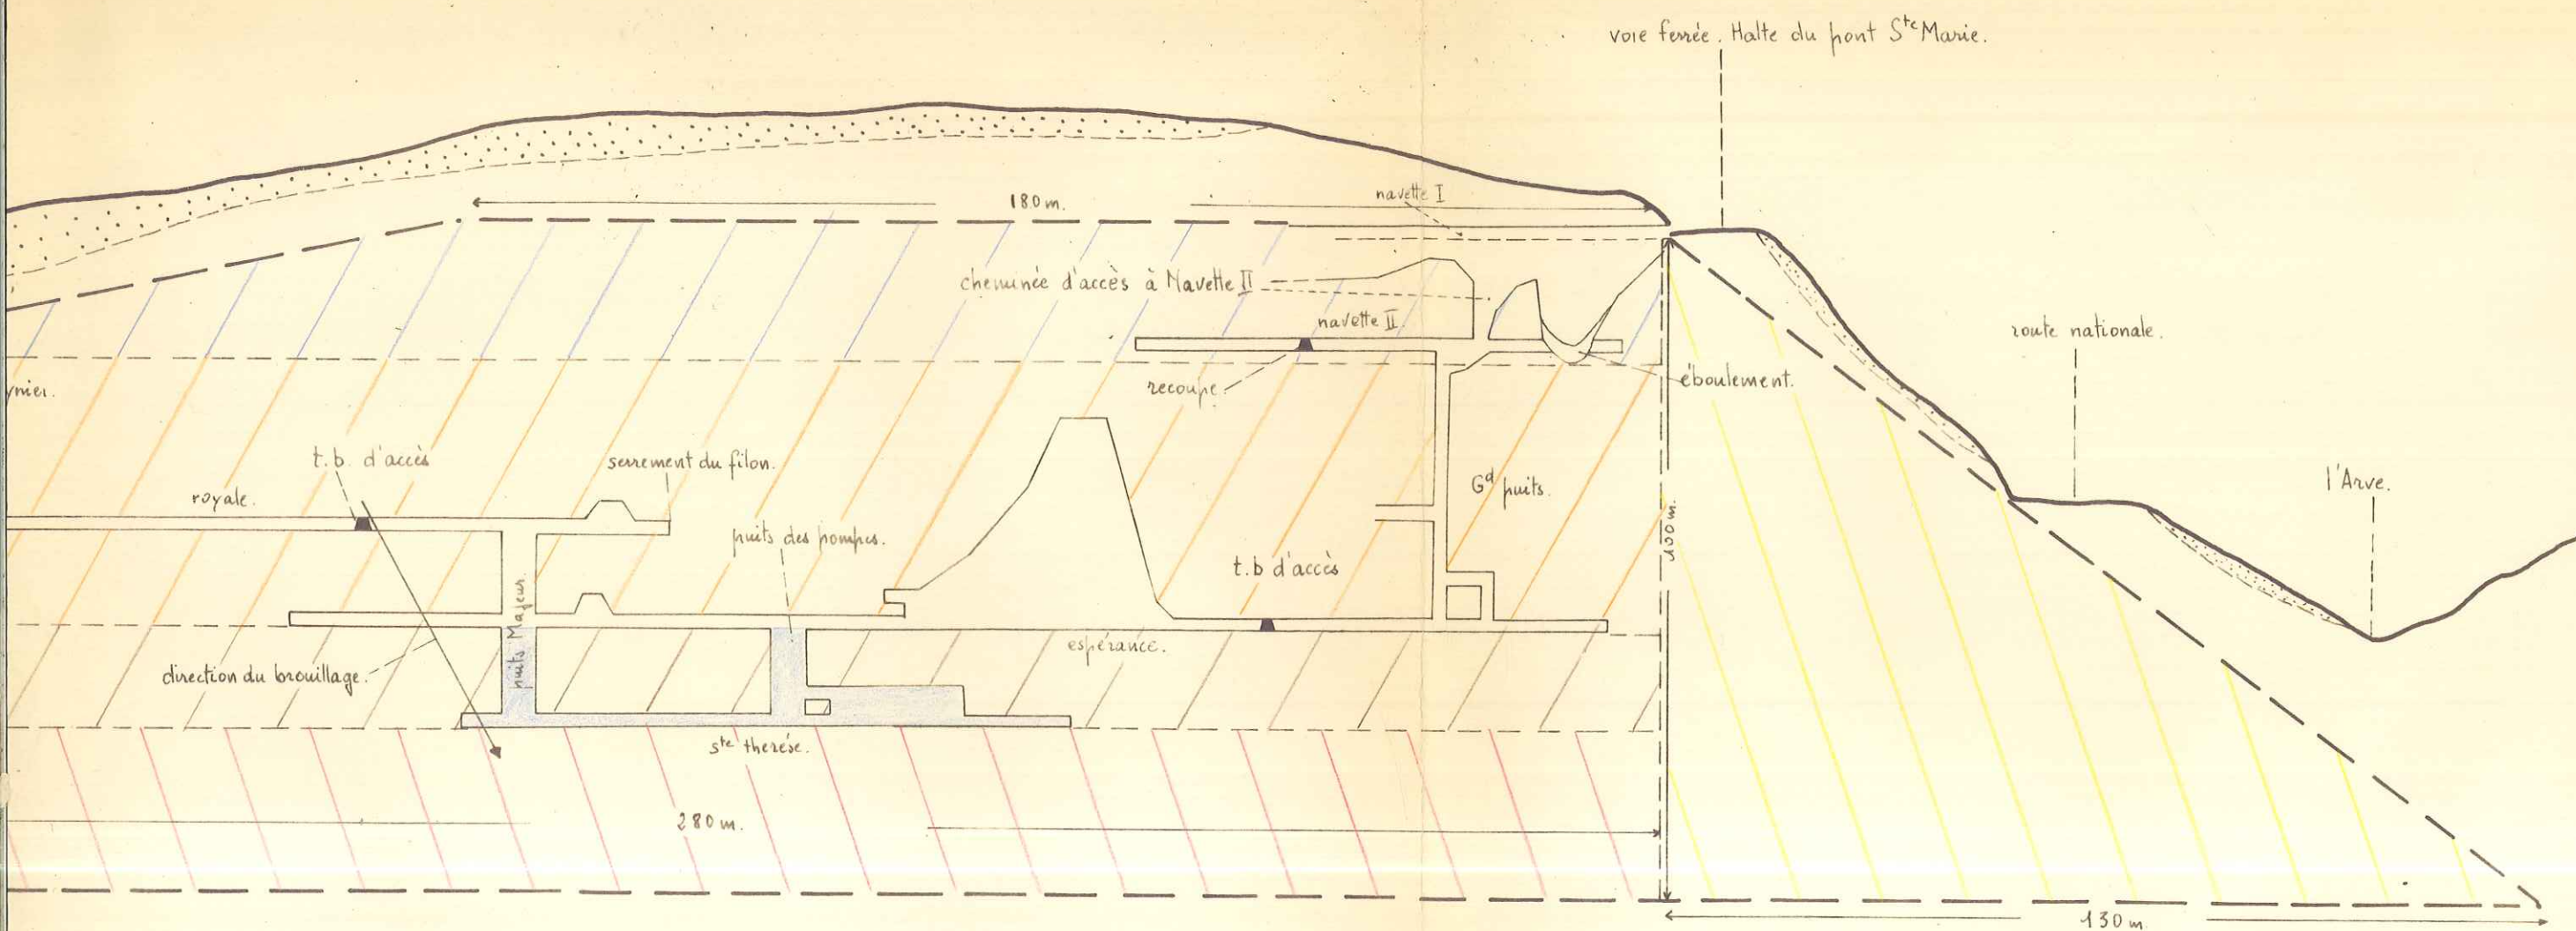 voie ferrée. Halte du pont Ste Marie.
180 m.
navette I
cheminée d'accès à Navette II
navette II.
route nationale.
recoupe.
éboulement.
ynier.
t.b. d'accès
serrement du filon.
royale.
Gd puits.
l'Arve.
100 m.
puits des pompes.
t.b d'accès
puits Majeur.
espérance.
direction du brouillage.
ste therése.
280 m.
130 m